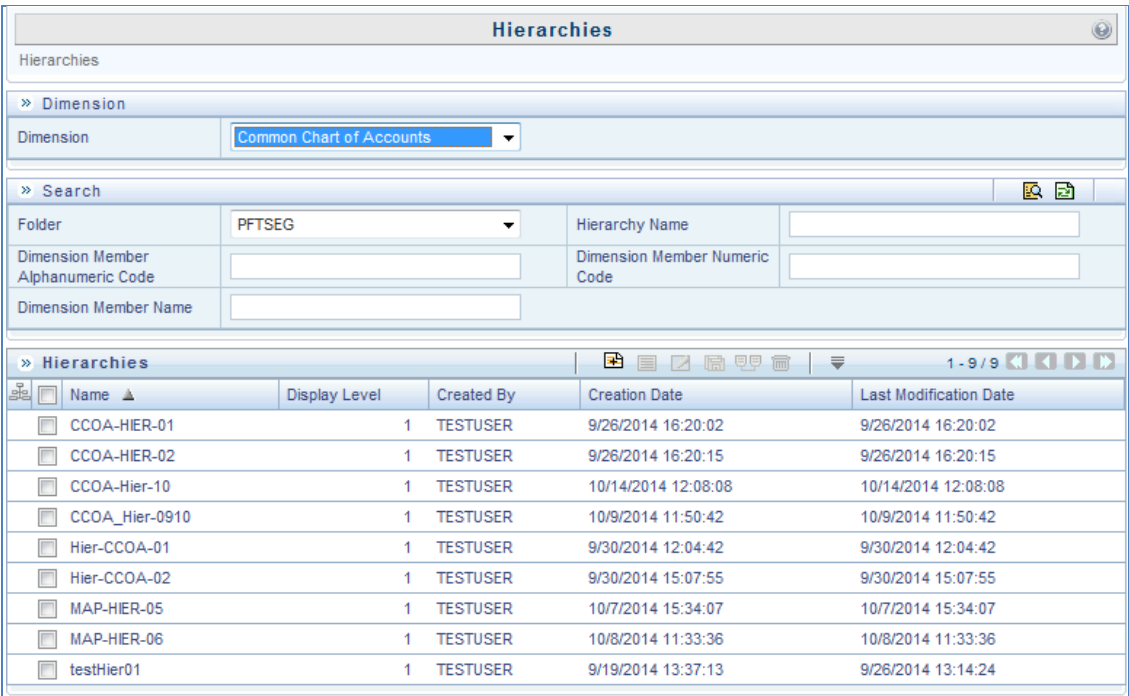 Hierarchies
Hierarchies
» Dimension
Dimension Common Chart of Accounts
» Search
Folder PFTSEG Hierarchy Name
Dimension Member Alphanumeric Code Dimension Member Numeric Code
Dimension Member Name
» Hierarchies 1 - 9 / 9
Name Display Level Created By Creation Date Last Modification Date
CCOA-HIER-01 1 TESTUSER 9/26/2014 16:20:02 9/26/2014 16:20:02
CCOA-HIER-02 1 TESTUSER 9/26/2014 16:20:15 9/26/2014 16:20:15
CCOA-Hier-10 1 TESTUSER 10/14/2014 12:08:08 10/14/2014 12:08:08
CCOA_Hier-0910 1 TESTUSER 10/9/2014 11:50:42 10/9/2014 11:50:42
Hier-CCOA-01 1 TESTUSER 9/30/2014 12:04:42 9/30/2014 12:04:42
Hier-CCOA-02 1 TESTUSER 9/30/2014 15:07:55 9/30/2014 15:07:55
MAP-HIER-05 1 TESTUSER 10/7/2014 15:34:07 10/7/2014 15:34:07
MAP-HIER-06 1 TESTUSER 10/8/2014 11:33:36 10/8/2014 11:33:36
testHier01 1 TESTUSER 9/19/2014 13:37:13 9/26/2014 13:14:24